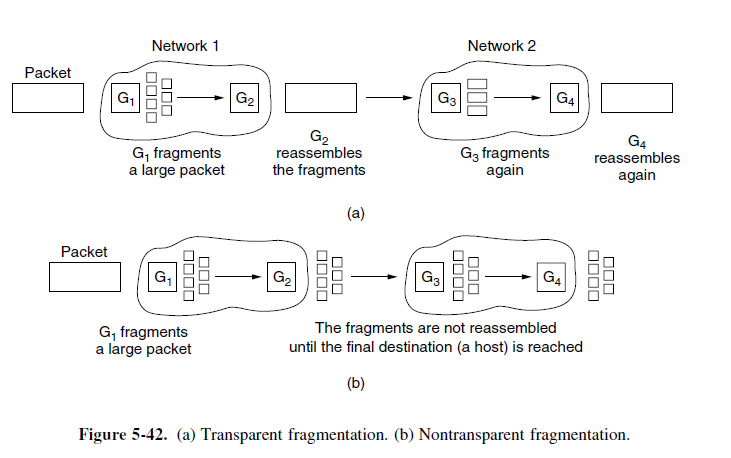 Network 1
Network 2
Packet
G1
G2
G3
G4
G1 fragments
a large packet
G2
reassembles
the fragments
G3 fragments
again
G4
reassembles
again
(a)
Packet
G1
G2
G3
G4
G1 fragments
a large packet
The fragments are not reassembled
until the final destination (a host) is reached
(b)
Figure 5-42. (a) Transparent fragmentation. (b) Nontransparent fragmentation.